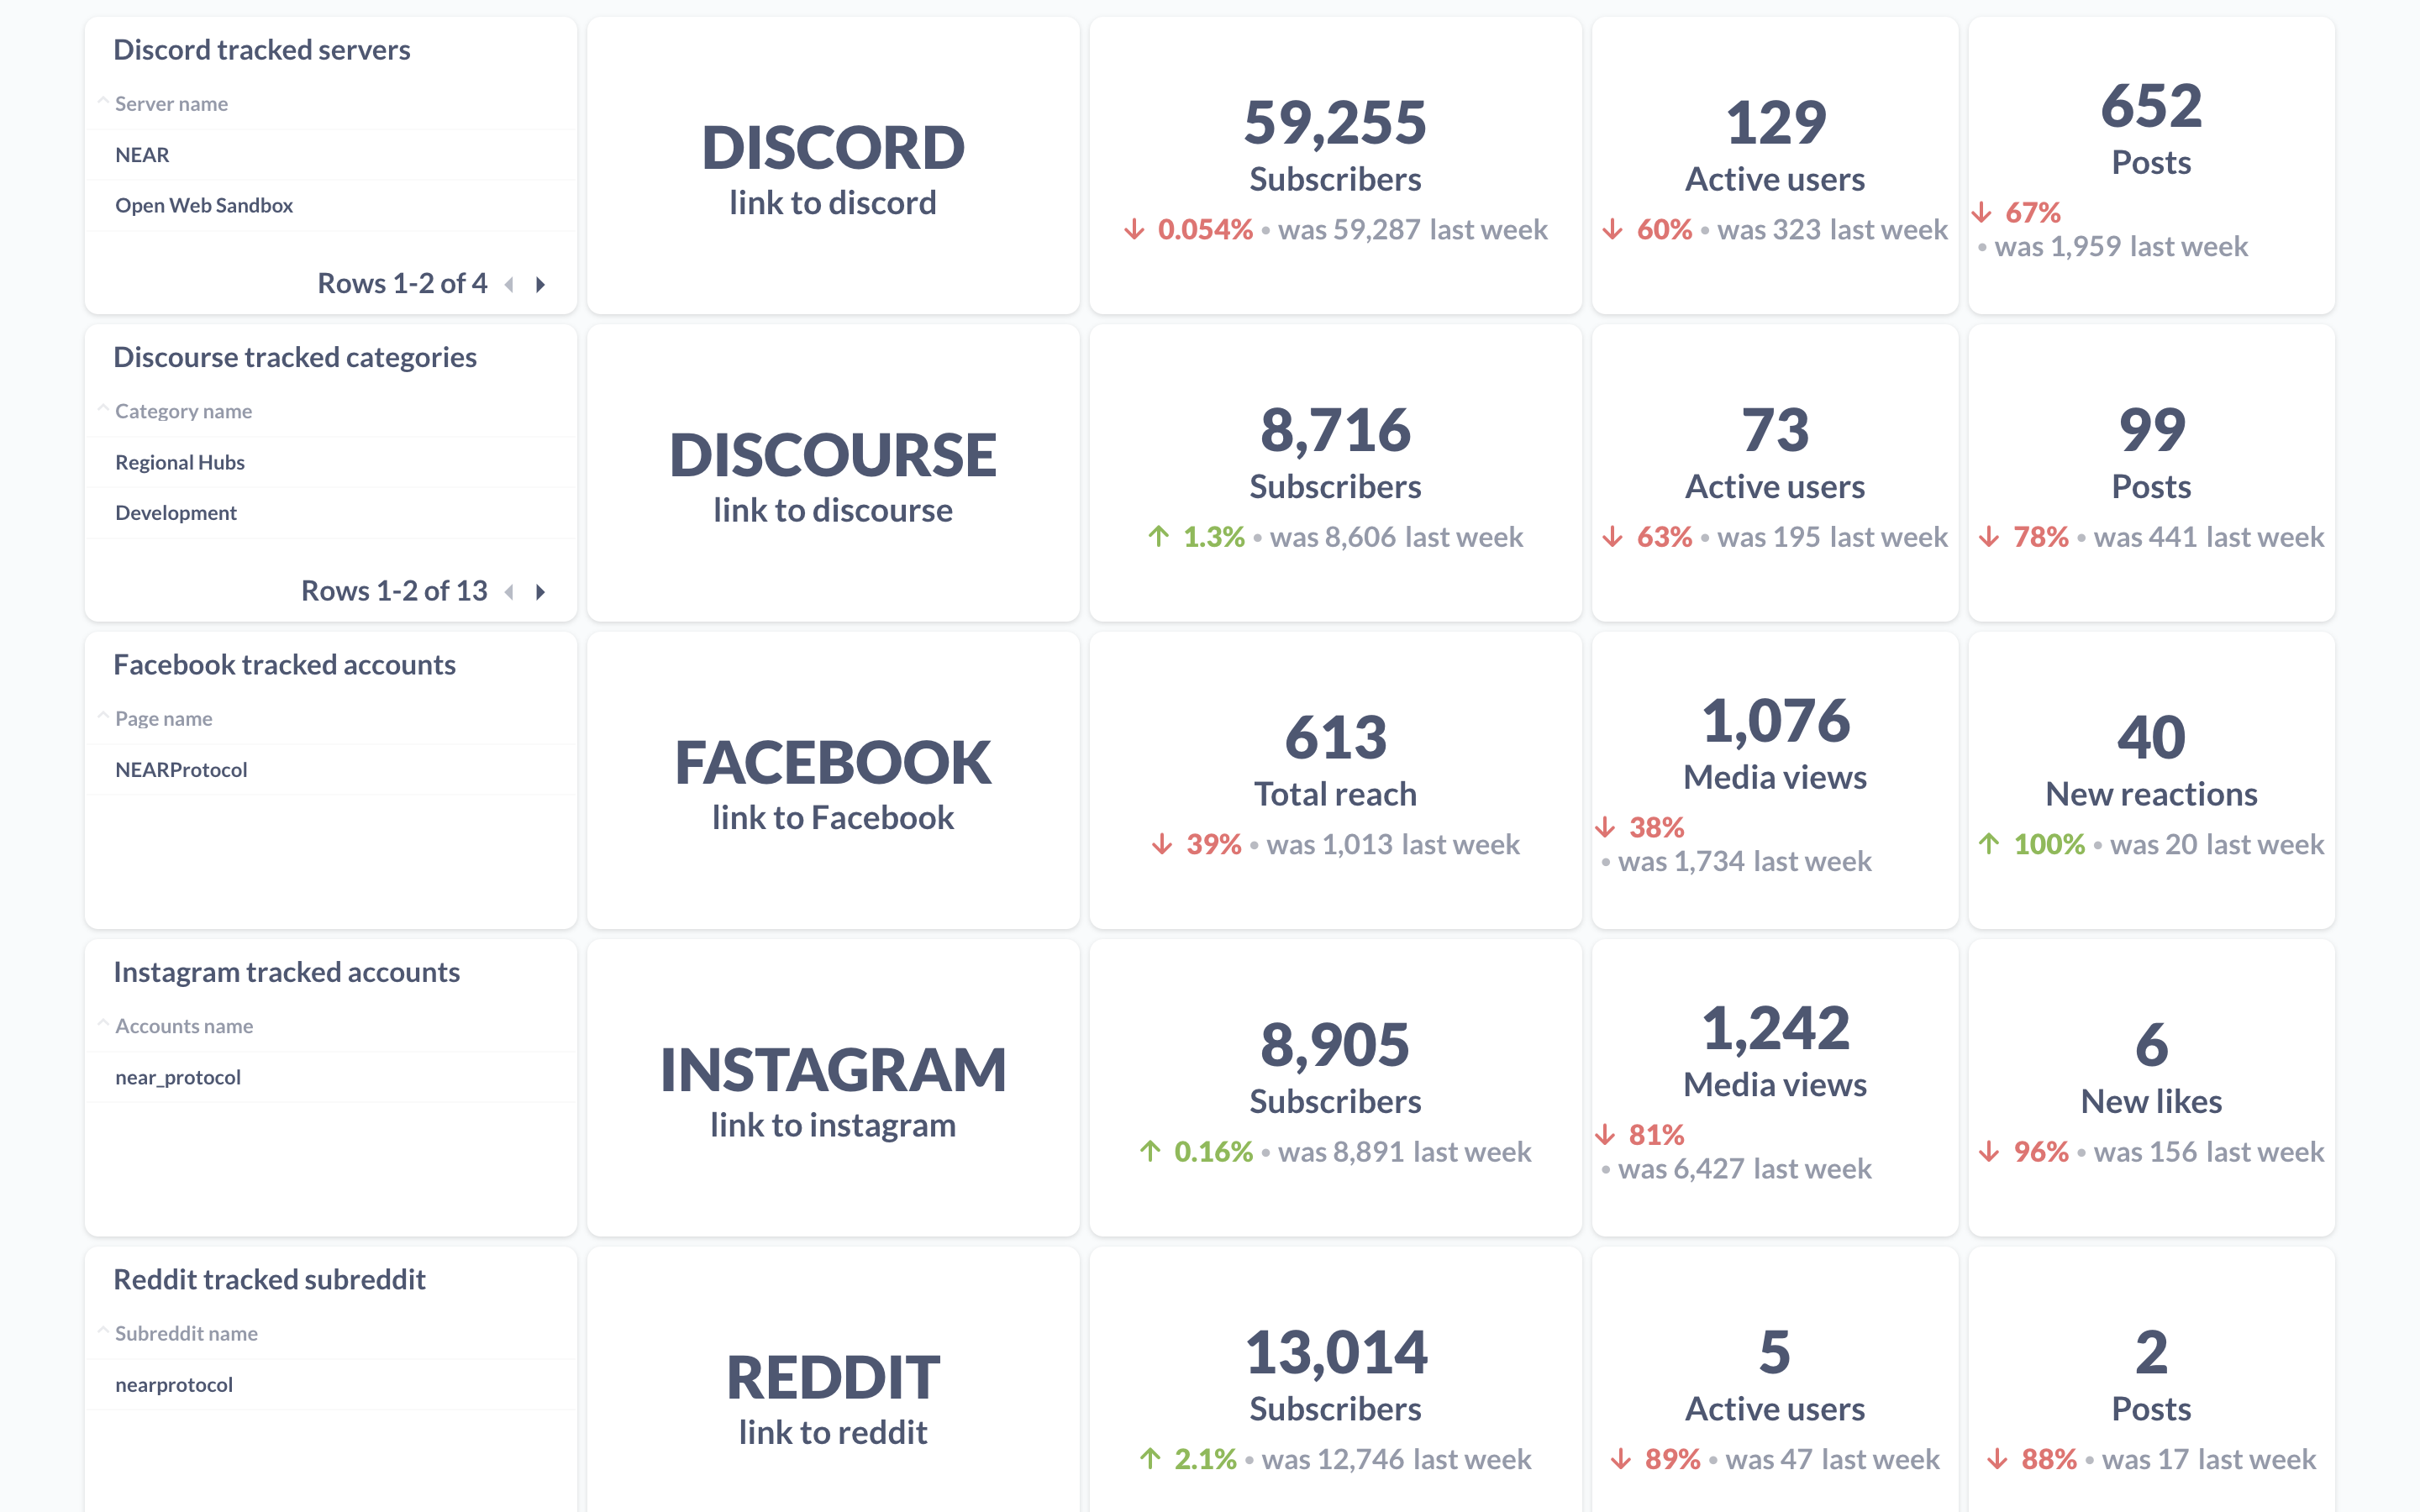 Discord tracked servers
Server name
NEAR
Open Web Sandbox
Rows 1-2 of 4
DISCORD
link to discord
59,255
Subscribers
↓ 0.054% • was 59,287 last week
129
Active users
↓ 60% • was 323 last week
652
Posts
↓ 67%
• was 1,959 last week
Discourse tracked categories
Category name
Regional Hubs
Development
Rows 1-2 of 13
DISCOURSE
link to discourse
8,716
Subscribers
↑ 1.3% • was 8,606 last week
73
Active users
↓ 63% • was 195 last week
99
Posts
↓ 78% • was 441 last week
Facebook tracked accounts
Page name
NEARProtocol
FACEBOOK
link to Facebook
613
Total reach
↓ 39% • was 1,013 last week
1,076
Media views
↓ 38%
• was 1,734 last week
40
New reactions
↑ 100% • was 20 last week
Instagram tracked accounts
Accounts name
near_protocol
INSTAGRAM
link to instagram
8,905
Subscribers
↑ 0.16% • was 8,891 last week
1,242
Media views
↓ 81%
• was 6,427 last week
6
New likes
↓ 96% • was 156 last week
Reddit tracked subreddit
Subreddit name
nearprotocol
REDDIT
link to reddit
13,014
Subscribers
↑ 2.1% • was 12,746 last week
5
Active users
↓ 89% • was 47 last week
2
Posts
↓ 88% • was 17 last week